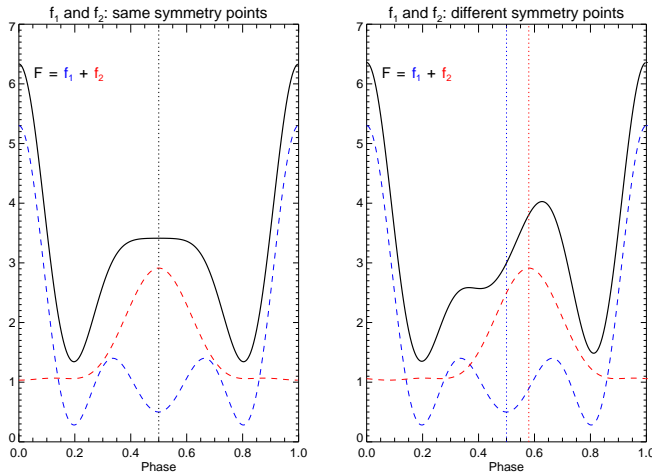 f₁ and f₂: same symmetry points
F = f₁ + f₂
7
6
5
4
3
2
1
0
0.0 0.2 0.4 0.6 0.8 1.0
Phase
f₁ and f₂: different symmetry points
F = f₁ + f₂
7
6
5
4
3
2
1
0
0.0 0.2 0.4 0.6 0.8 1.0
Phase